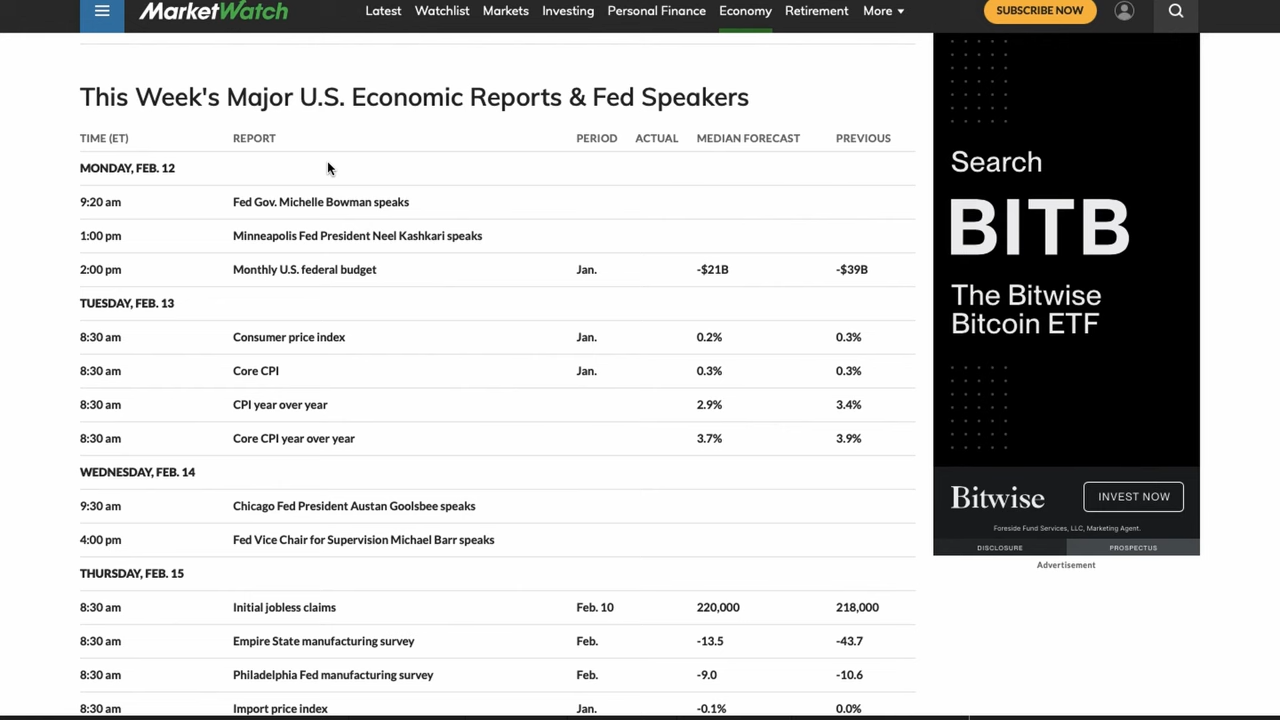 MarketWatch Latest Watchlist Markets Investing Personal Finance Economy Retirement More SUBSCRIBE NOW
This Week's Major U.S. Economic Reports & Fed Speakers
TIME (ET) REPORT PERIOD ACTUAL MEDIAN FORECAST PREVIOUS
MONDAY, FEB. 12
9:20 am Fed Gov. Michelle Bowman speaks
1:00 pm Minneapolis Fed President Neel Kashkari speaks
2:00 pm Monthly U.S. federal budget Jan. -$21B -$39B
TUESDAY, FEB. 13
8:30 am Consumer price index Jan. 0.2% 0.3%
8:30 am Core CPI Jan. 0.3% 0.3%
8:30 am CPI year over year 2.9% 3.4%
8:30 am Core CPI year over year 3.7% 3.9%
WEDNESDAY, FEB. 14
9:30 am Chicago Fed President Austan Goolsbee speaks
4:00 pm Fed Vice Chair for Supervision Michael Barr speaks
THURSDAY, FEB. 15
8:30 am Initial jobless claims Feb. 10 220,000 218,000
8:30 am Empire State manufacturing survey Feb. -13.5 -43.7
8:30 am Philadelphia Fed manufacturing survey Feb. -9.0 -10.6
8:30 am Import price index Jan. -0.1% 0.0%
Search
BITB
The Bitwise
Bitcoin ETF
Bitwise INVEST NOW
Foreside Fund Services, LLC, Marketing Agent.
DISCLOSURE PROSPECTUS
Advertisement